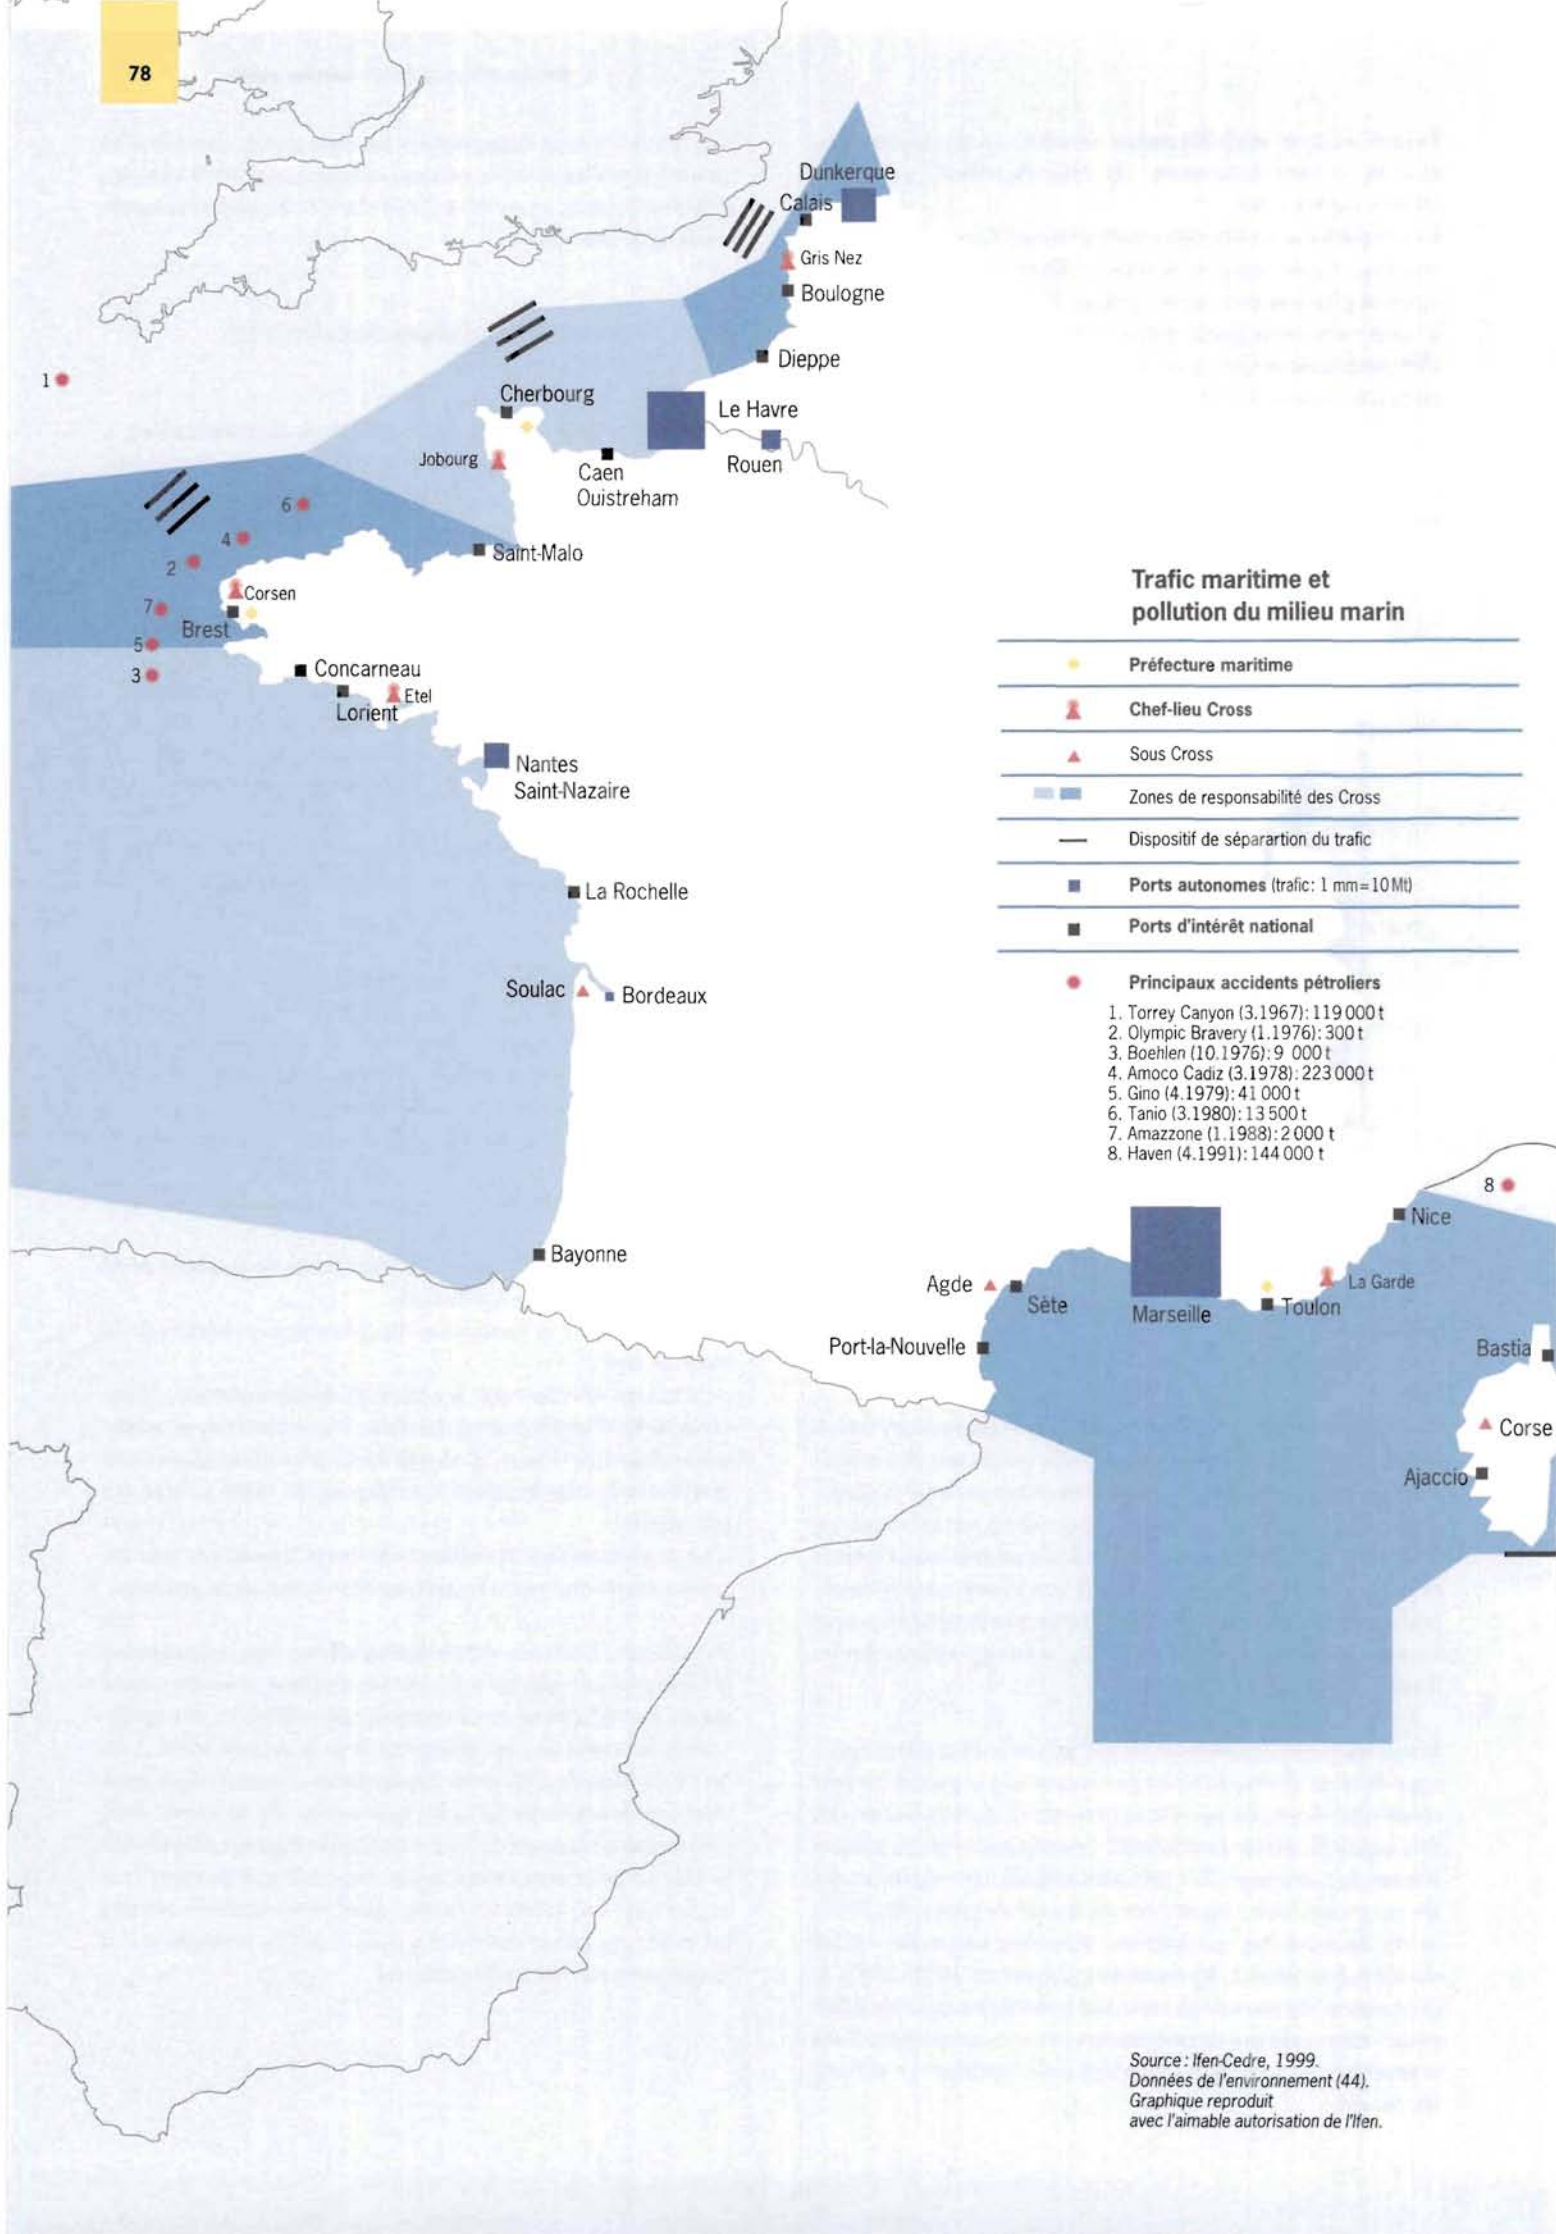 78
Dunkerque
Calais
Gris Nez
Boulogne
Dieppe
1
Cherbourg
Le Havre
Jobourg
Caen
Ouistreham
Rouen
6
4
Saint-Malo
2
Corsen
7
Brest
5
3
Concarneau
Etel
Lorient
Nantes
Saint-Nazaire
La Rochelle
Soulac
Bordeaux
Bayonne
Trafic maritime et
pollution du milieu marin
Préfecture maritime
Chef-lieu Cross
Sous Cross
Zones de responsabilité des Cross
Dispositif de séparartion du trafic
Ports autonomes (trafic: 1 mm=10 Mt)
Ports d'intérêt national
Principaux accidents pétroliers
1. Torrey Canyon (3.1967): 119 000 t
2. Olympic Bravery (1.1976): 300 t
3. Boehlen (10.1976): 9 000 t
4. Amoco Cadiz (3.1978): 223 000 t
5. Gino (4.1979): 41 000 t
6. Tanio (3.1980): 13 500 t
7. Amazzone (1.1988): 2 000 t
8. Haven (4.1991): 144 000 t
8
Nice
Agde
Sète
Marseille
La Garde
Toulon
Port-la-Nouvelle
Bastia
Corse
Ajaccio
Source : Ifen-Cedre, 1999.
Données de l'environnement (44).
Graphique reproduit
avec l'aimable autorisation de l'Ifen.